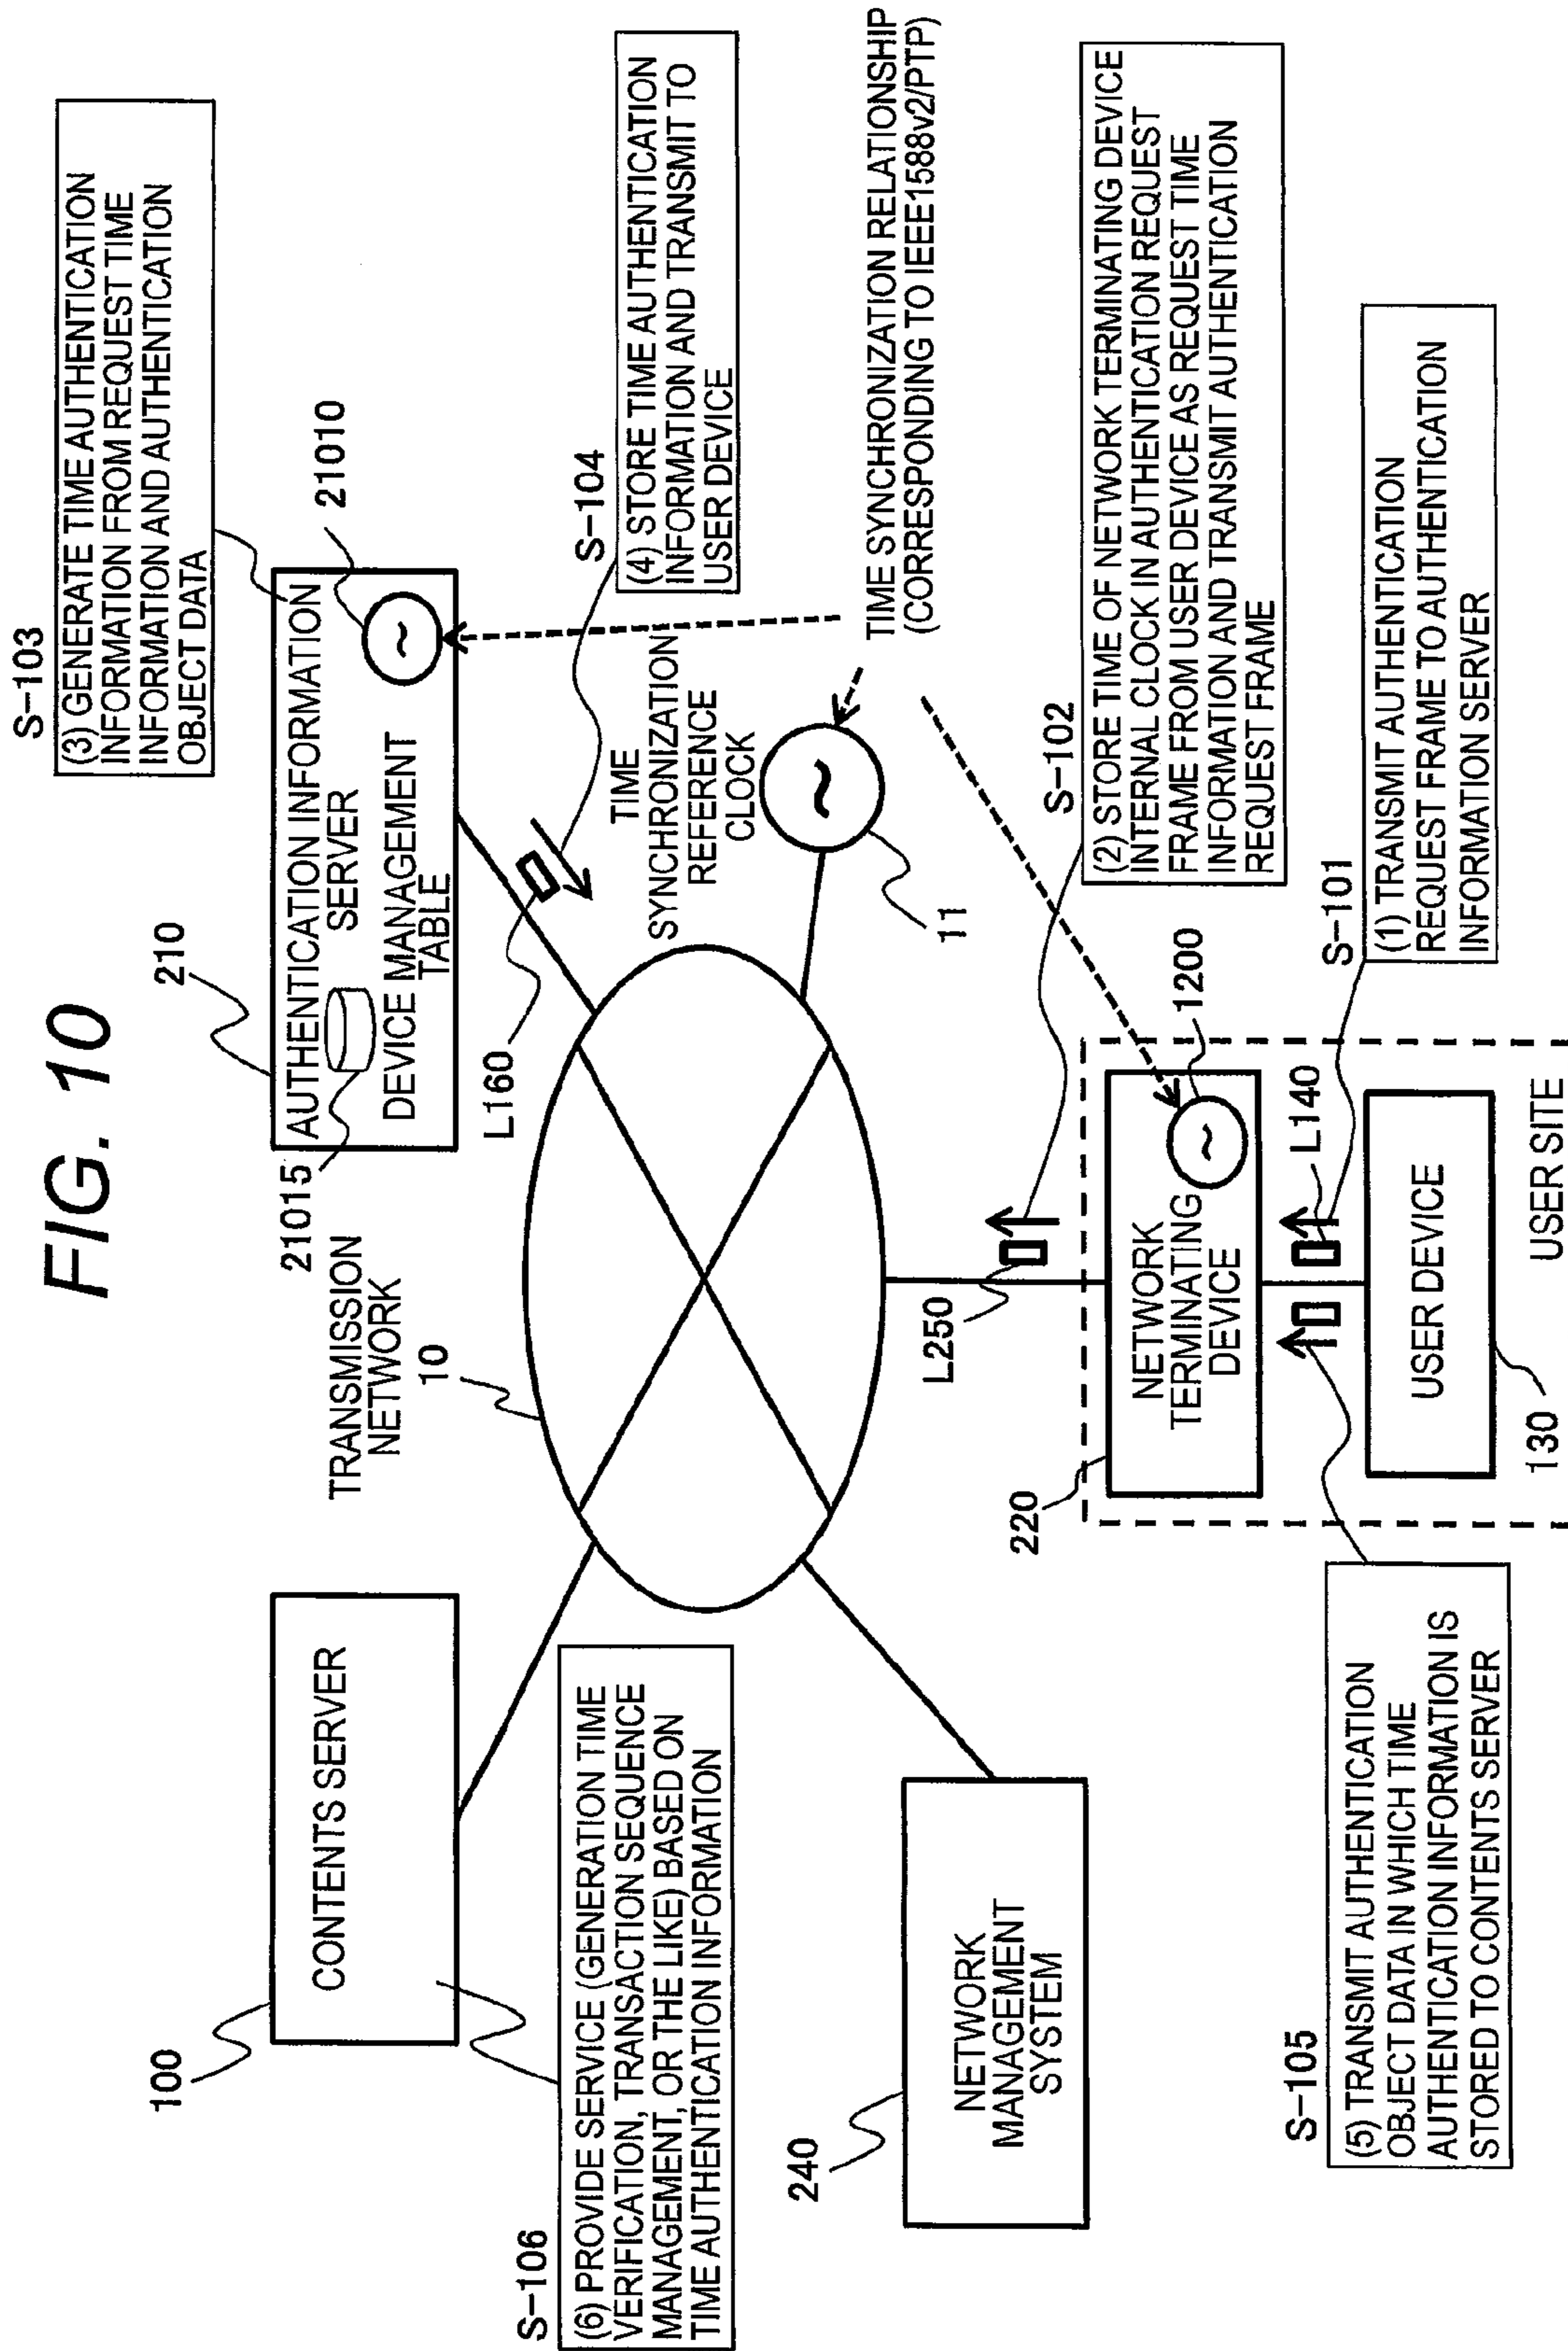 FIG. 10
S-106
(6) PROVIDE SERVICE (GENERATION TIME
VERIFICATION, TRANSACTION SEQUENCE
MANAGEMENT, OR THE LIKE) BASED ON
TIME AUTHENTICATION INFORMATION
100
CONTENTS SERVER
TRANSMISSION
NETWORK
10
210
21015
AUTHENTICATION INFORMATION
SERVER
DEVICE MANAGEMENT
TABLE
21010
S-103
(3) GENERATE TIME AUTHENTICATION
INFORMATION FROM REQUEST TIME
INFORMATION AND AUTHENTICATION
OBJECT DATA
L160
S-104
(4) STORE TIME AUTHENTICATION
INFORMATION AND TRANSMIT TO
USER DEVICE
TIME
SYNCHRONIZATION
REFERENCE
CLOCK
11
TIME SYNCHRONIZATION RELATIONSHIP
(CORRESPONDING TO IEEE1588v2/PTP)
240
NETWORK
MANAGEMENT
SYSTEM
L250
S-102
(2) STORE TIME OF NETWORK TERMINATING DEVICE
INTERNAL CLOCK IN AUTHENTICATION REQUEST
FRAME FROM USER DEVICE AS REQUEST TIME
INFORMATION AND TRANSMIT AUTHENTICATION
REQUEST FRAME
220
NETWORK
TERMINATING
DEVICE
1200
L140
S-101
(1) TRANSMIT AUTHENTICATION
REQUEST FRAME TO AUTHENTICATION
INFORMATION SERVER
S-105
(5) TRANSMIT AUTHENTICATION
OBJECT DATA IN WHICH TIME
AUTHENTICATION INFORMATION IS
STORED TO CONTENTS SERVER
USER DEVICE
130
USER SITE